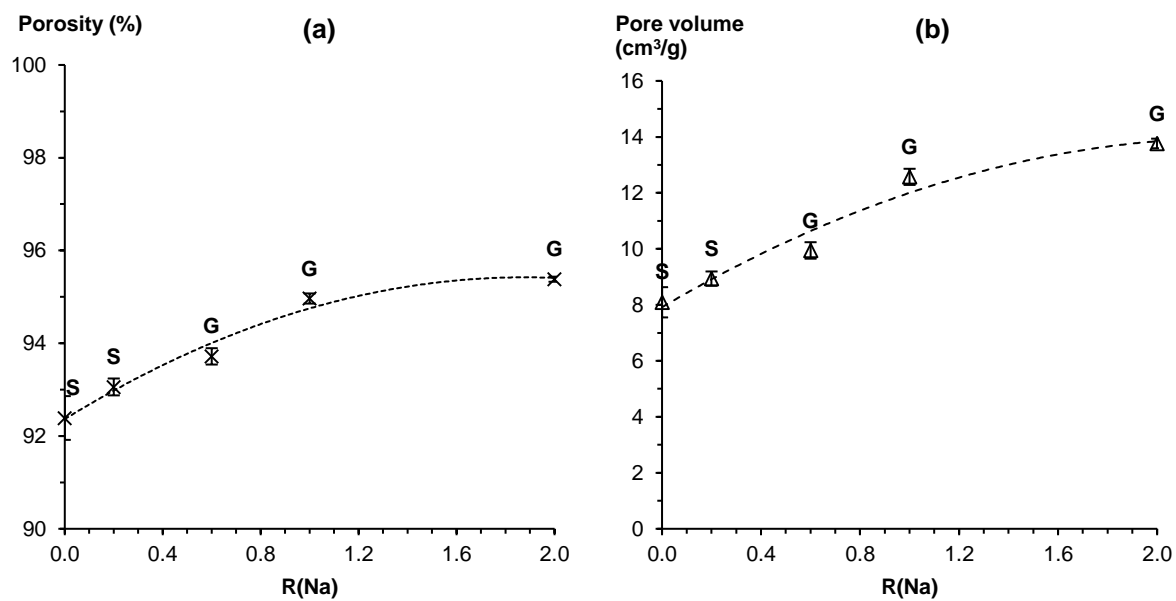 Porosity (%)
(a)
100
98
96
94
92
90
S
S
G
G
G
0.0 0.4 0.8 1.2 1.6 2.0
R(Na)
Pore volume
(cm³/g)
(b)
16
14
12
10
8
6
4
2
0
S
S
G
G
G
0.0 0.4 0.8 1.2 1.6 2.0
R(Na)